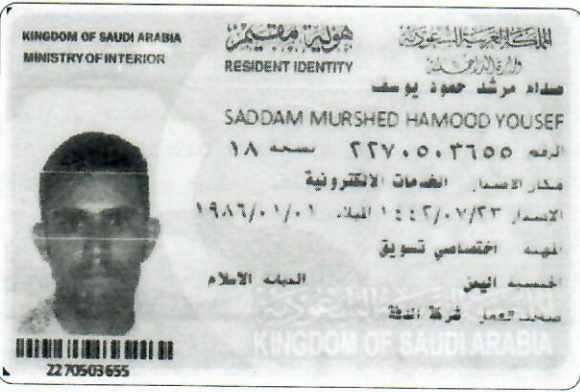 KINGDOM OF SAUDI ARABIA
MINISTRY OF INTERIOR
هوية مقيم
RESIDENT IDENTITY
المملكة العربية السعودية
وزارة الداخلية
صدام مرشد حمود يوسف
SADDAM MURSHED HAMOOD YOUSEF
الرقم ٢٢٧٠٥٠٣٦٥٥ نسخة ١٨
مكان الاصدار الخدمات الالكترونية
الاصدار ١٤٤٢/٠٧/٢٣ الميلاد ١٩٨٦/٠١/٠١
المهنة اختصاصي تسويق
الجنسية اليمن الديانة الاسلام
صاحب العمل شركة
KINGDOM OF SAUDI ARABIA
2270503655